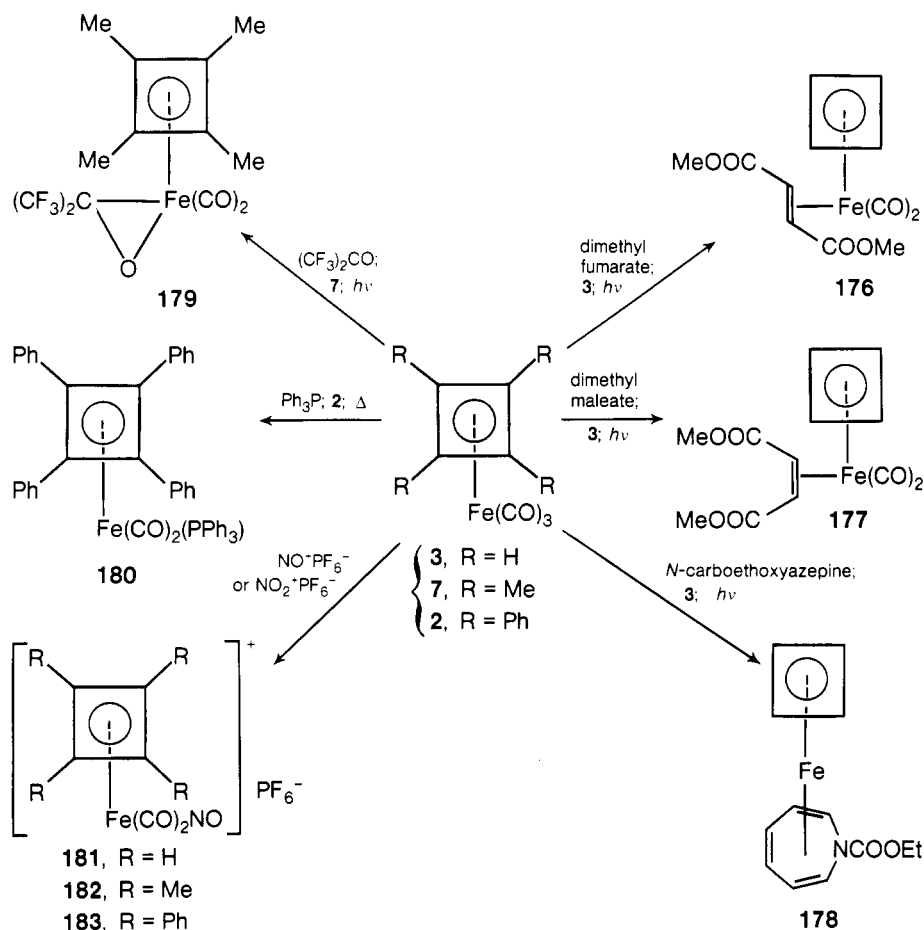 Me
Me
Me
Me
(CF₃)₂C
Fe(CO)₂
O
179
(CF₃)₂CO;
7; hν
MeOOC
Fe(CO)₂
COOMe
176
dimethyl
fumarate;
3; hν
Ph
Ph
Ph
Ph
Fe(CO)₂(PPh₃)
180
Ph₃P; 2; Δ
R
R
R
R
Fe(CO)₃
3, R = H
7, R = Me
2, R = Ph
dimethyl
maleate;
3; hν
MeOOC
Fe(CO)₂
MeOOC
177
NO⁺PF₆⁻
or NO₂⁺PF₆⁻
R
R
R
R
Fe(CO)₂NO
+
PF₆⁻
181, R = H
182, R = Me
183, R = Ph
N-carboethoxyazepine;
3; hν
Fe
NCOOEt
178